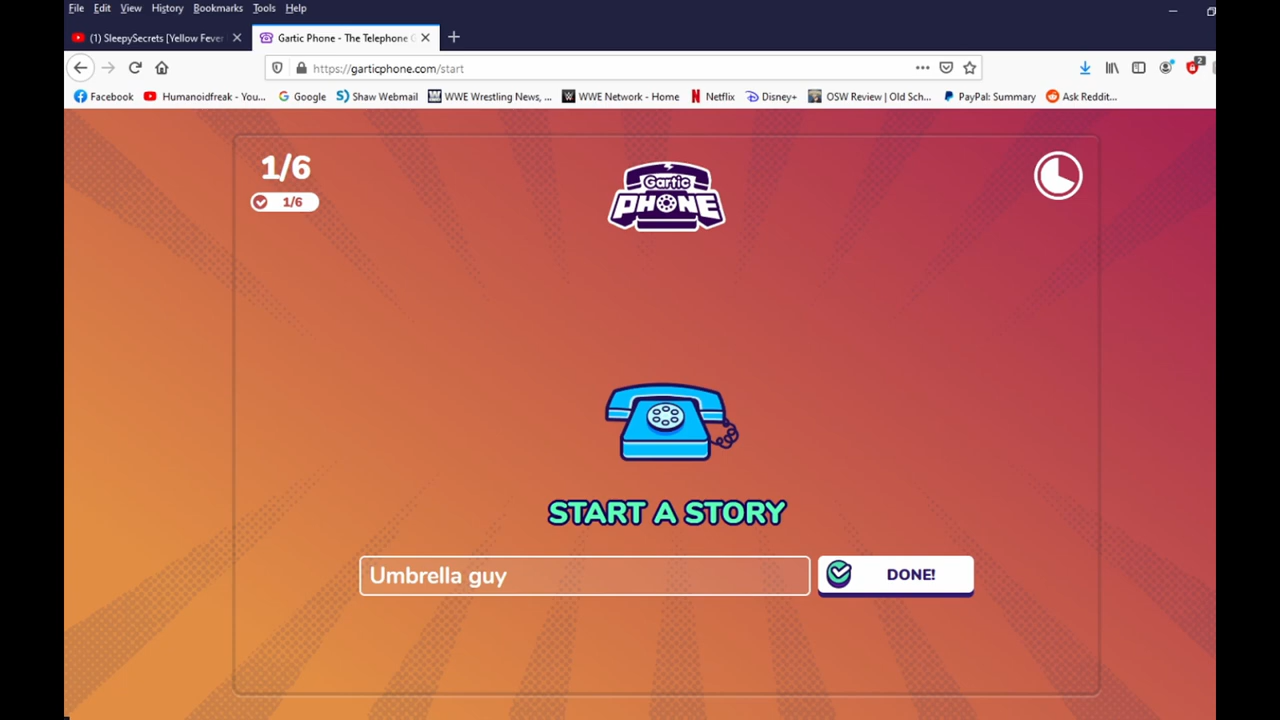 File Edit View History Bookmarks Tools Help
(1) SleepySecrets [Yellow Fever
Gartic Phone - The Telephone G
https://garticphone.com/start
2
Facebook
Humanoidfreak - You...
Google
Shaw Webmail
WWE Wrestling News, ...
WWE Network - Home
Netflix
Disney+
OSW Review | Old Sch...
PayPal: Summary
Ask Reddit...
1/6
1/6
Gartic
PHONE
START A STORY
Umbrella guy
DONE!